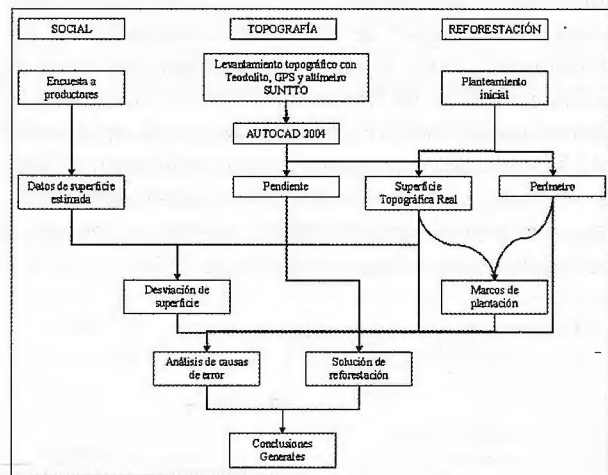 SOCIAL
TOPOGRAFÍA
REFORESTACIÓN
Encuesta a
productores
Levantamiento topográfico con
Teodolito, GPS y altímetro
SUNTTO
Planteamiento
inicial
AUTOCAD 2004
Datos de superficie
estimada
Pendiente
Superficie
Topográfica Real
Perímetro
Desviación de
superficie
Marcos de
plantación
Análisis de causas
de error
Solución de
reforestación
Conclusiones
Generales